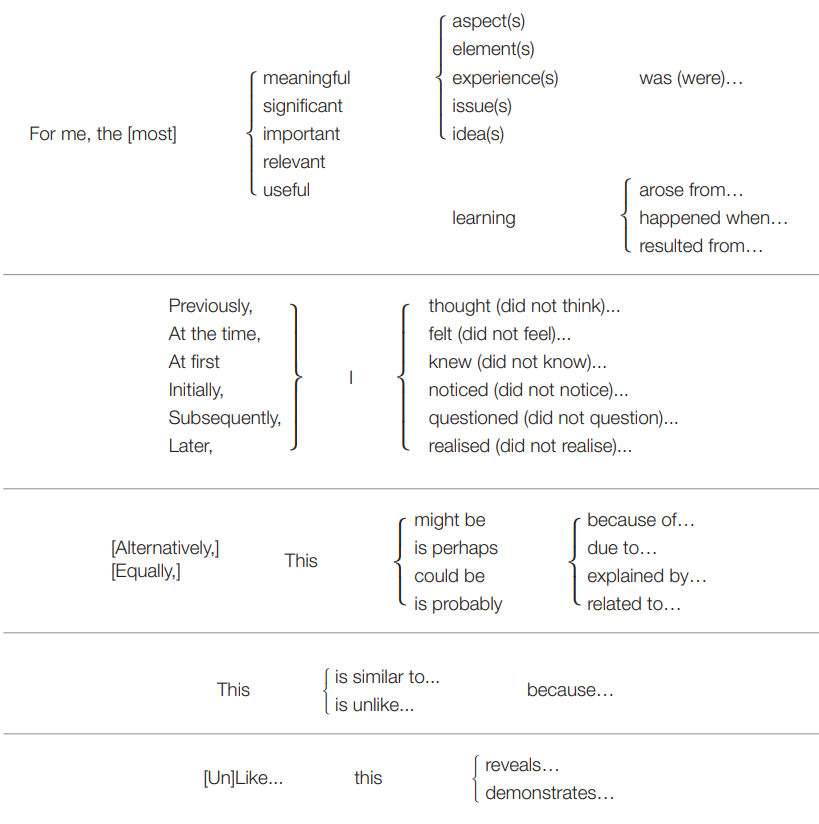 aspect(s)
element(s)
meaningful experience(s) was (were)…
significant issue(s)
For me, the [most] important idea(s)
relevant
useful arose from…
learning happened when…
resulted from…
Previously, thought (did not think)...
At the time, felt (did not feel)...
At first knew (did not know)...
I
Initially, noticed (did not notice)...
Subsequently, questioned (did not question)...
Later, realised (did not realise)...
might be because of…
[Alternatively,] is perhaps due to…
This
[Equally,] could be explained by…
is probably related to…
is similar to...
This because…
is unlike...
reveals…
[Un]Like... this
demonstrates…